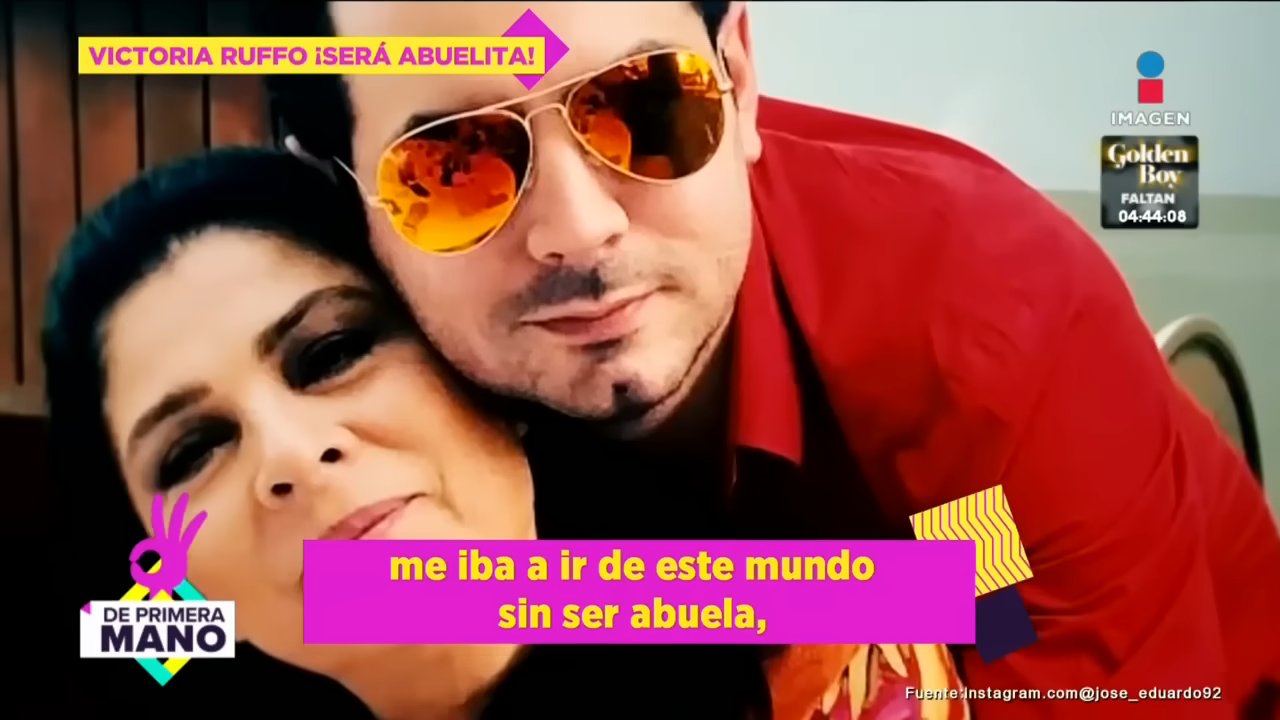 VICTORIA RUFFO ¡SERÁ ABUELITA!
IMAGEN
Golden
Boy
FALTAN
04:44:08
me iba a ir de este mundo
sin ser abuela,
DE PRIMERA
MANO
Fuente:Instagram.com@jose_eduardo92